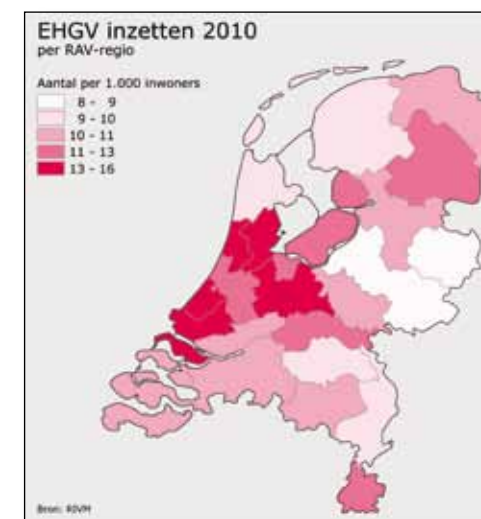 EHGV inzetten 2010
per RAV-regio
Aantal per 1.000 inwoners
8 - 9
9 - 10
10 - 11
11 - 13
13 - 16
Bron: RIVM